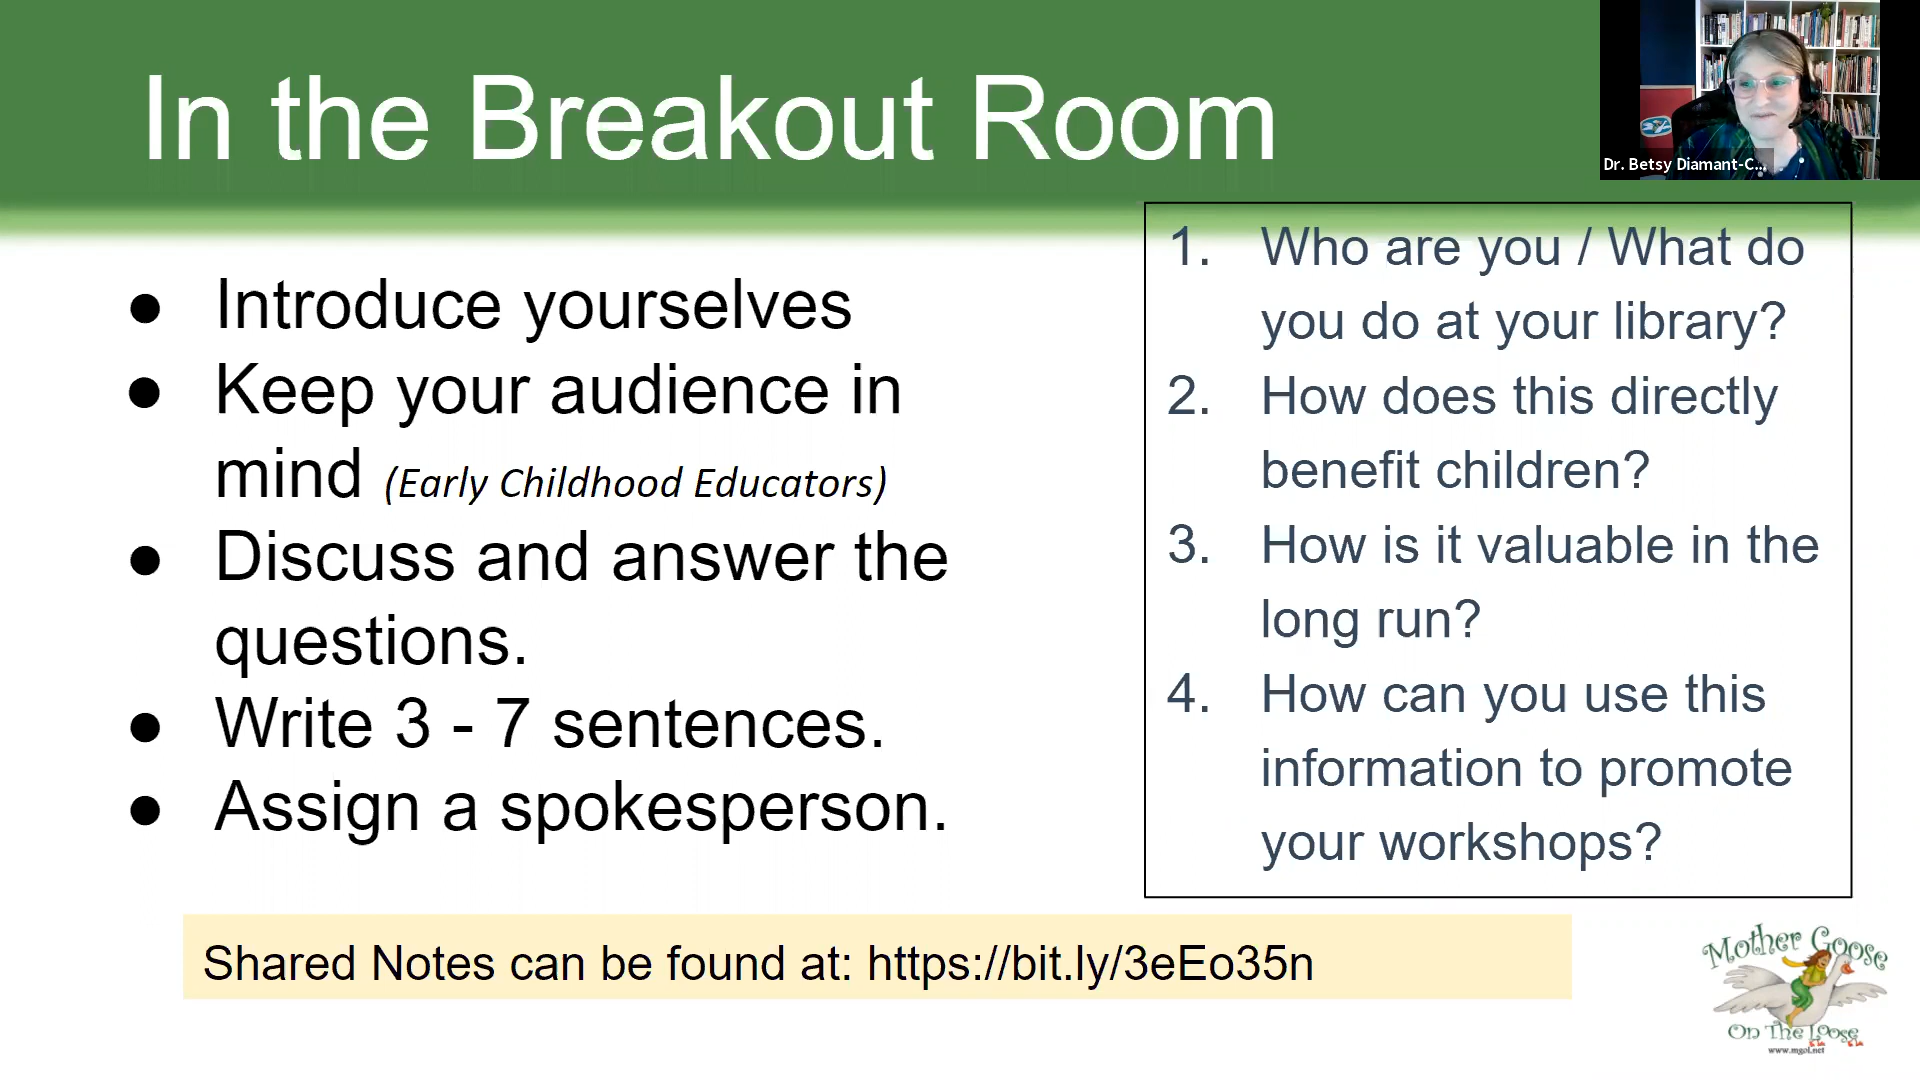 In the Breakout Room
Dr. Betsy Diamant-C...
● Introduce yourselves
● Keep your audience in
mind (Early Childhood Educators)
● Discuss and answer the
questions.
● Write 3 - 7 sentences.
● Assign a spokesperson.
1. Who are you / What do
you do at your library?
2. How does this directly
benefit children?
3. How is it valuable in the
long run?
4. How can you use this
information to promote
your workshops?
Shared Notes can be found at: https://bit.ly/3eEo35n
Mother Goose
On The Loose
www.mgol.net